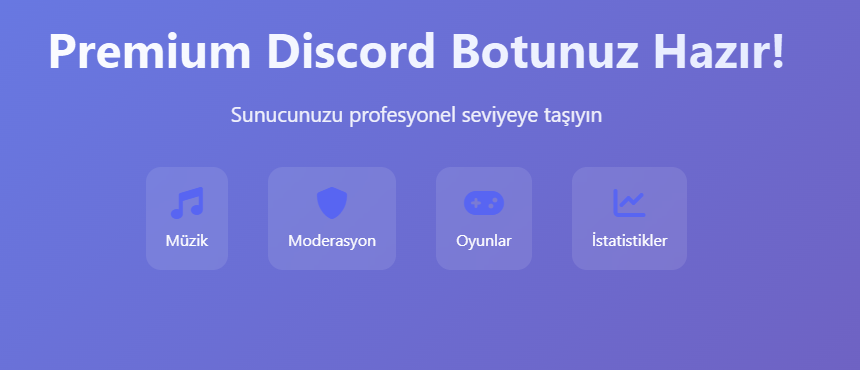 Premium Discord Botunuz Hazır!
Sunucunuzu profesyonel seviyeye taşıyın
Müzik
Moderasyon
Oyunlar
İstatistikler